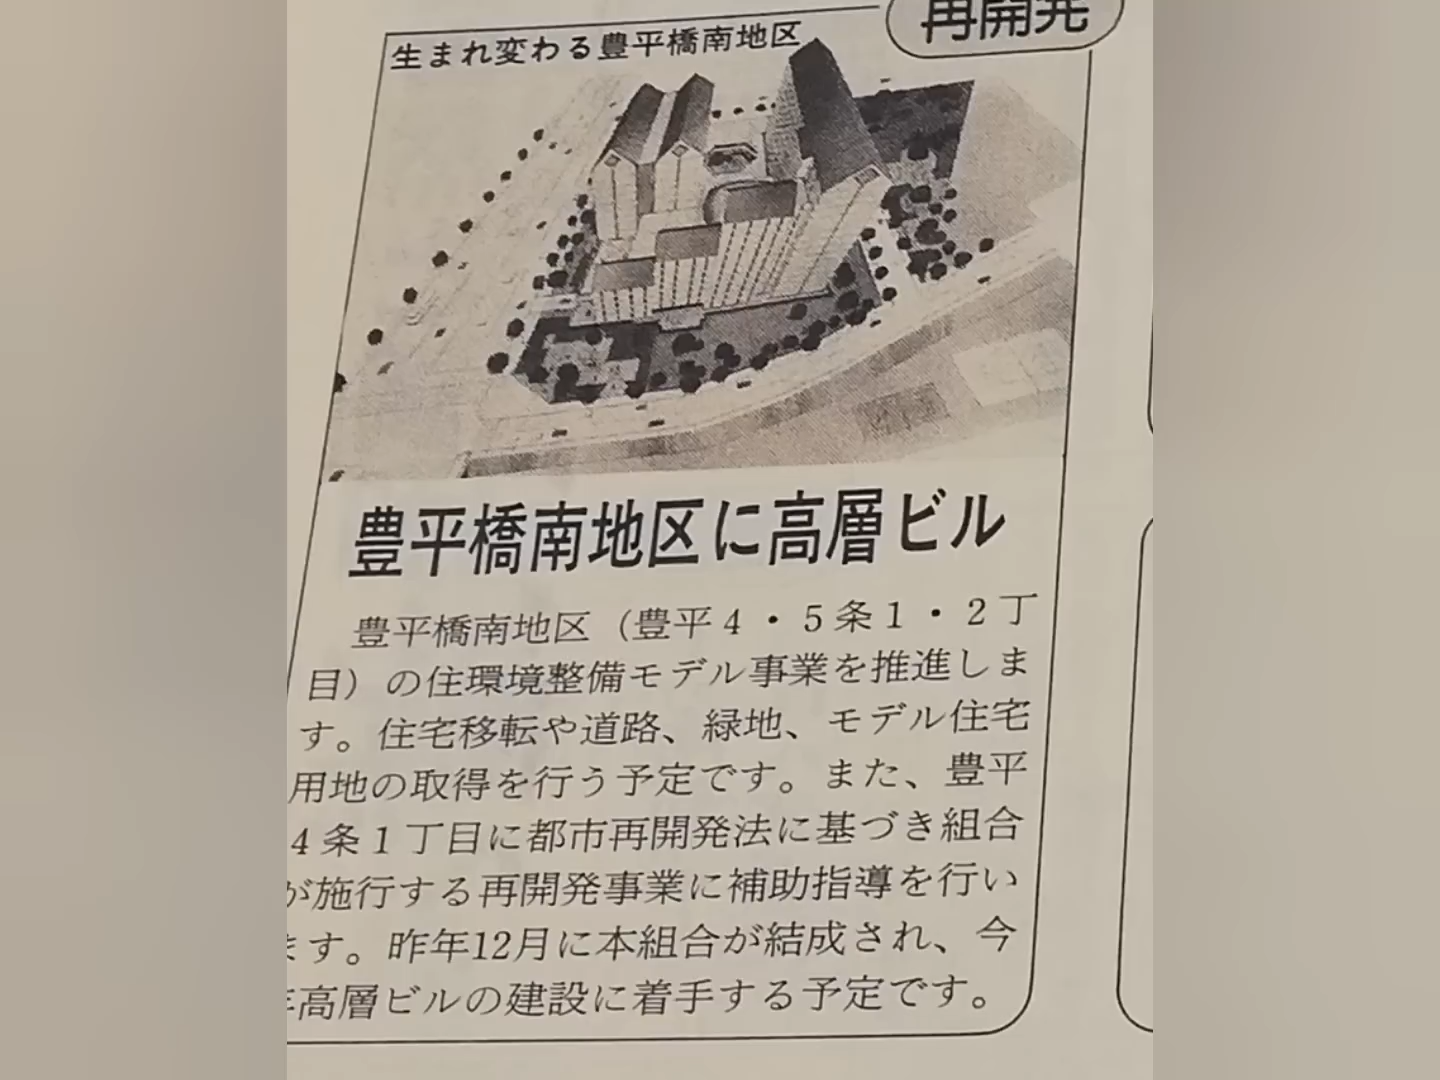 再開発
生まれ変わる豊平橋南地区
豊平橋南地区に高層ビル
豊平橋南地区（豊平4・5条1・2丁
目）の住環境整備モデル事業を推進しま
す。住宅移転や道路、緑地、モデル住宅
用地の取得を行う予定です。また、豊平
4条1丁目に都市再開発法に基づき組合
が施行する再開発事業に補助指導を行い
ます。昨年12月に本組合が結成され、今
年高層ビルの建設に着手する予定です。